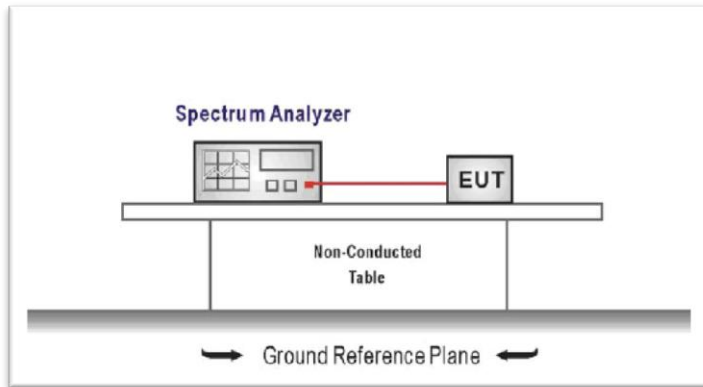 Spectrum Analyzer
EUT
Non-Conducted
Table
Ground Reference Plane